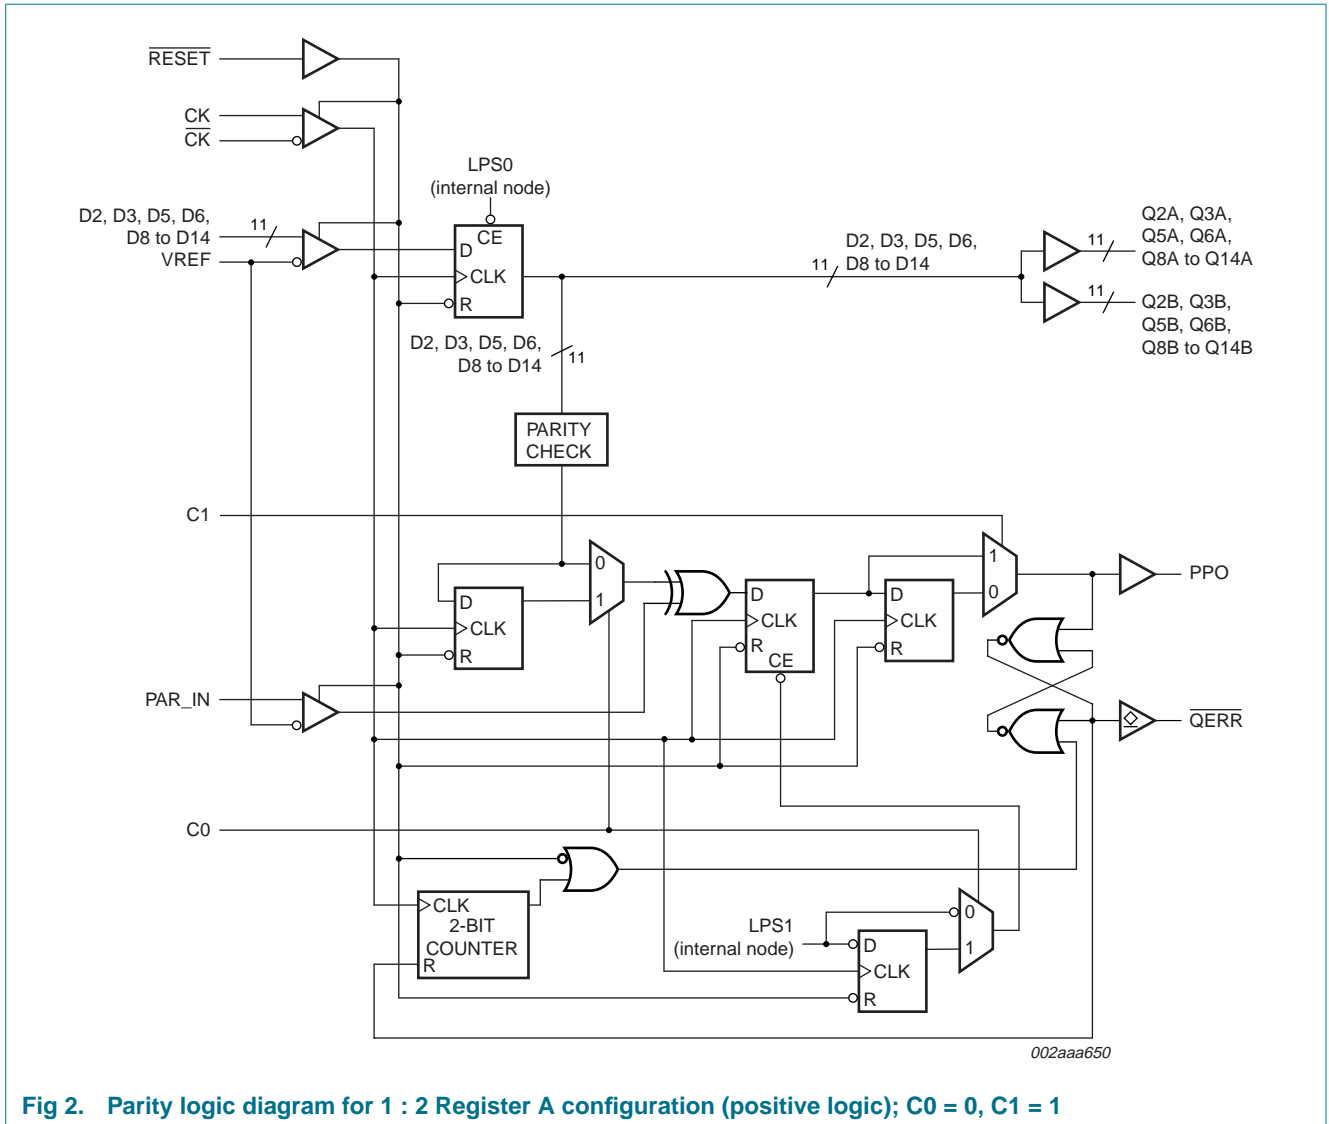 RESET
CK
CK
LPS0
(internal node)
D2, D3, D5, D6,
D8 to D14
11
VREF
CE
D
CLK
R
D2, D3, D5, D6,
D8 to D14
11
11
Q2A, Q3A,
Q5A, Q6A,
Q8A to Q14A
11
Q2B, Q3B,
Q5B, Q6B,
Q8B to Q14B
D2, D3, D5, D6,
D8 to D14
11
PARITY
CHECK
C1
0
1
D
CLK
R
D
CLK
R
CE
D
CLK
R
1
0
PPO
PAR_IN
QERR
C0
CLK
2-BIT
COUNTER
R
LPS1
(internal node)
D
CLK
R
0
1
002aaa650
Fig 2. Parity logic diagram for 1 : 2 Register A configuration (positive logic); C0 = 0, C1 = 1